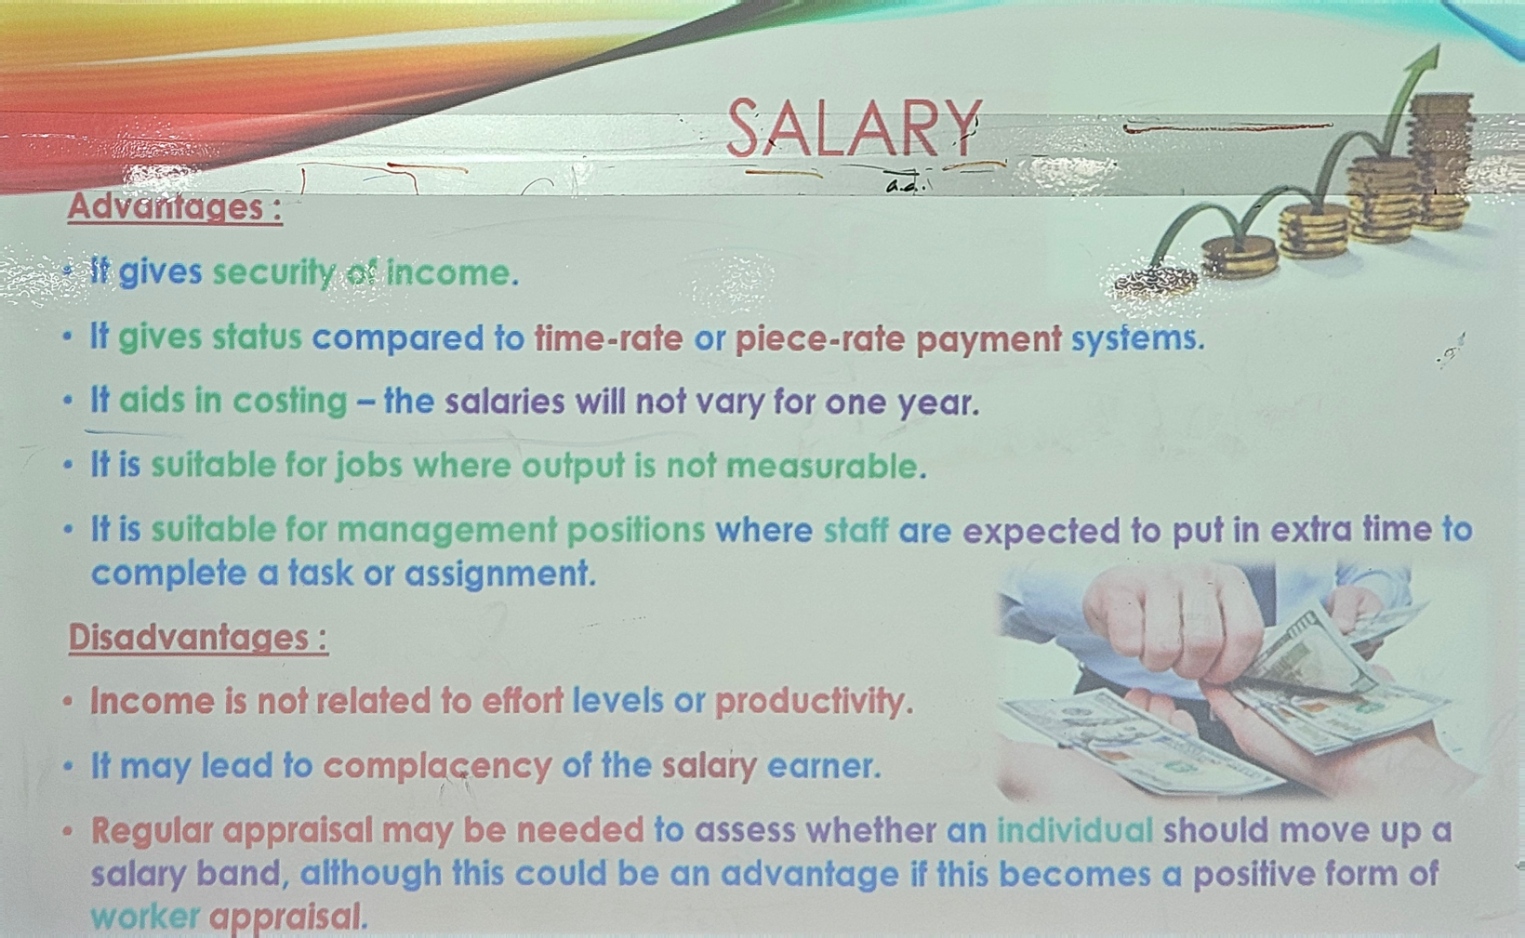 SALARY
a.d.
Advantages :
• It gives security of income.
• It gives status compared to time-rate or piece-rate payment systems.
• It aids in costing – the salaries will not vary for one year.
• It is suitable for jobs where output is not measurable.
• It is suitable for management positions where staff are expected to put in extra time to
complete a task or assignment.
Disadvantages :
• Income is not related to effort levels or productivity.
• It may lead to complacency of the salary earner.
• Regular appraisal may be needed to assess whether an individual should move up a
salary band, although this could be an advantage if this becomes a positive form of
worker appraisal.